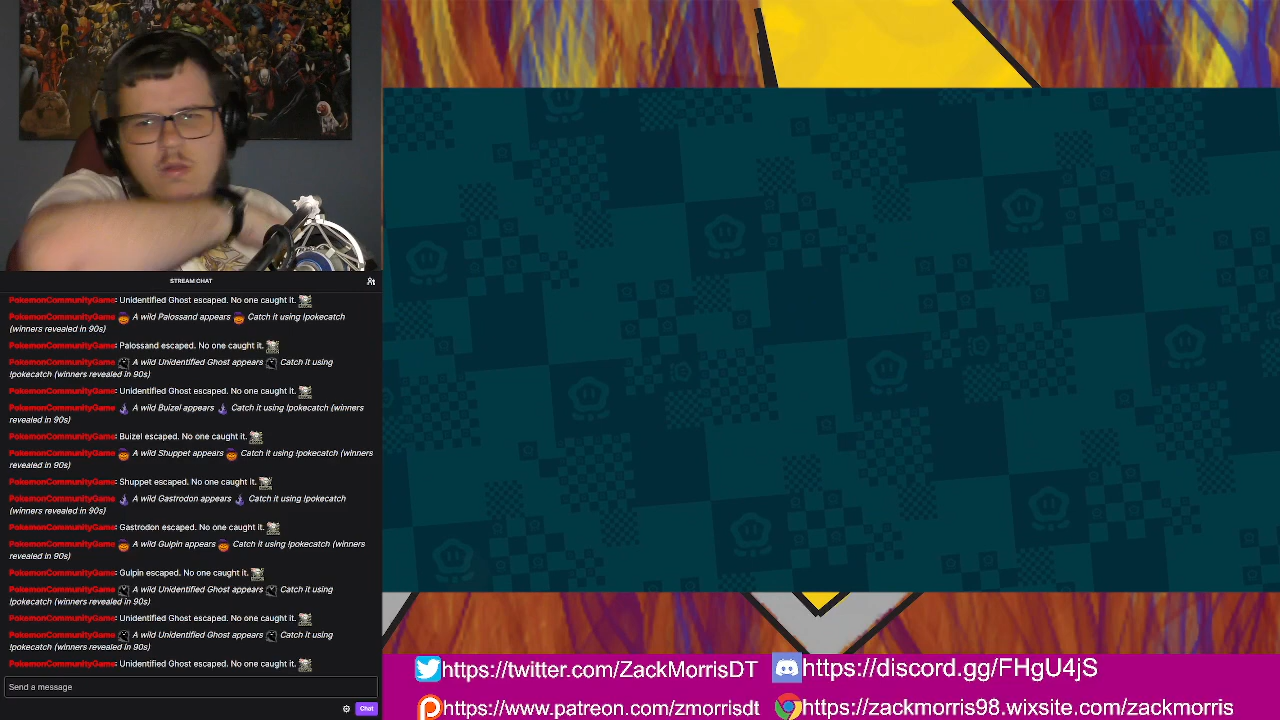 STREAM CHAT
PokemonCommunityGame: Unidentified Ghost escaped. No one caught it.
PokemonCommunityGame: A wild Palossand appears Catch it using !pokecatch
(winners revealed in 90s)
PokemonCommunityGame: Palossand escaped. No one caught it.
PokemonCommunityGame: A wild Unidentified Ghost appears Catch it using
!pokecatch (winners revealed in 90s)
PokemonCommunityGame: Unidentified Ghost escaped. No one caught it.
PokemonCommunityGame: A wild Buizel appears Catch it using !pokecatch (winners
revealed in 90s)
PokemonCommunityGame: Buizel escaped. No one caught it.
PokemonCommunityGame: A wild Shuppet appears Catch it using !pokecatch (winners
revealed in 90s)
PokemonCommunityGame: Shuppet escaped. No one caught it.
PokemonCommunityGame: A wild Gastrodon appears Catch it using !pokecatch
(winners revealed in 90s)
PokemonCommunityGame: Gastrodon escaped. No one caught it.
PokemonCommunityGame: A wild Gulpin appears Catch it using !pokecatch (winners
revealed in 90s)
PokemonCommunityGame: Gulpin escaped. No one caught it.
PokemonCommunityGame: A wild Unidentified Ghost appears Catch it using
!pokecatch (winners revealed in 90s)
PokemonCommunityGame: Unidentified Ghost escaped. No one caught it.
PokemonCommunityGame: A wild Unidentified Ghost appears Catch it using
!pokecatch (winners revealed in 90s)
PokemonCommunityGame: Unidentified Ghost escaped. No one caught it.
Send a message
Chat
https://twitter.com/ZackMorrisDT
https://discord.gg/FHgU4jS
https://www.patreon.com/zmorrisdt
https://zackmorris98.wixsite.com/zackmorris